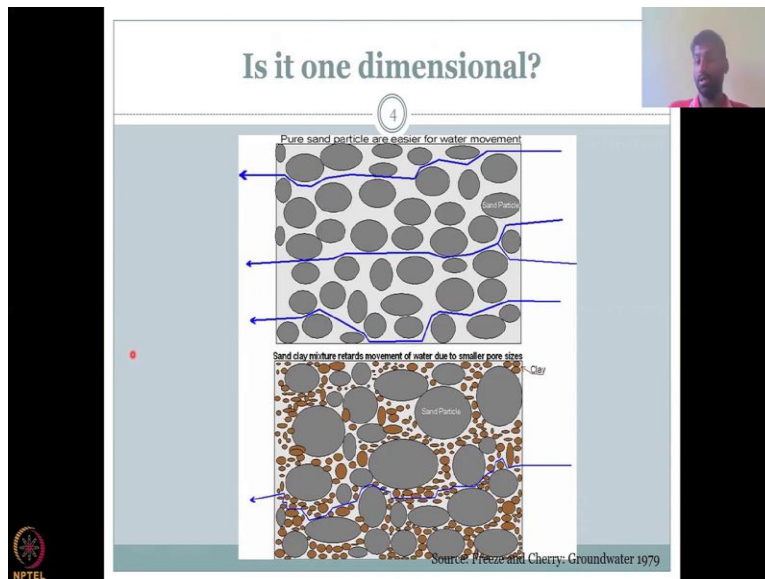 Is it one dimensional?
4
Pure sand particle are easier for water movement
Sand Particle
Sand clay mixture retards movement of water due to smaller pore sizes
Clay
Sand Particle
Source: Freeze and Cherry: Groundwater 1979
NPTEL